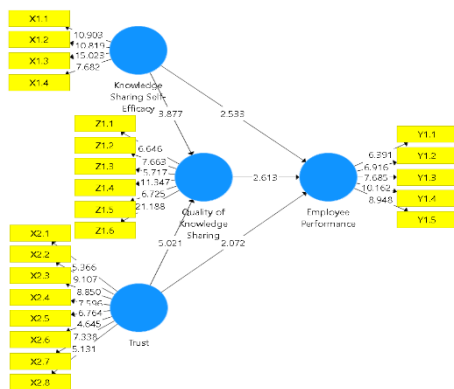 X1.1
X1.2
X1.3
X1.4
10.903
10.819
15.023
7.682
Knowledge
Sharing Self-
Efficacy
3.877
2.533
Z1.1
Z1.2
Z1.3
Z1.4
Z1.5
Z1.6
6.646
7.663
5.717
11.347
6.725
21.188
Quality of
Knowledge
Sharing
2.613
Y1.1
Y1.2
Y1.3
Y1.4
Y1.5
6.391
6.916
7.685
10.162
8.948
Employee
Performance
5.021
2.072
X2.1
X2.2
X2.3
X2.4
X2.5
X2.6
X2.7
X2.8
5.366
9.107
8.850
7.596
6.764
4.645
7.338
5.131
Trust